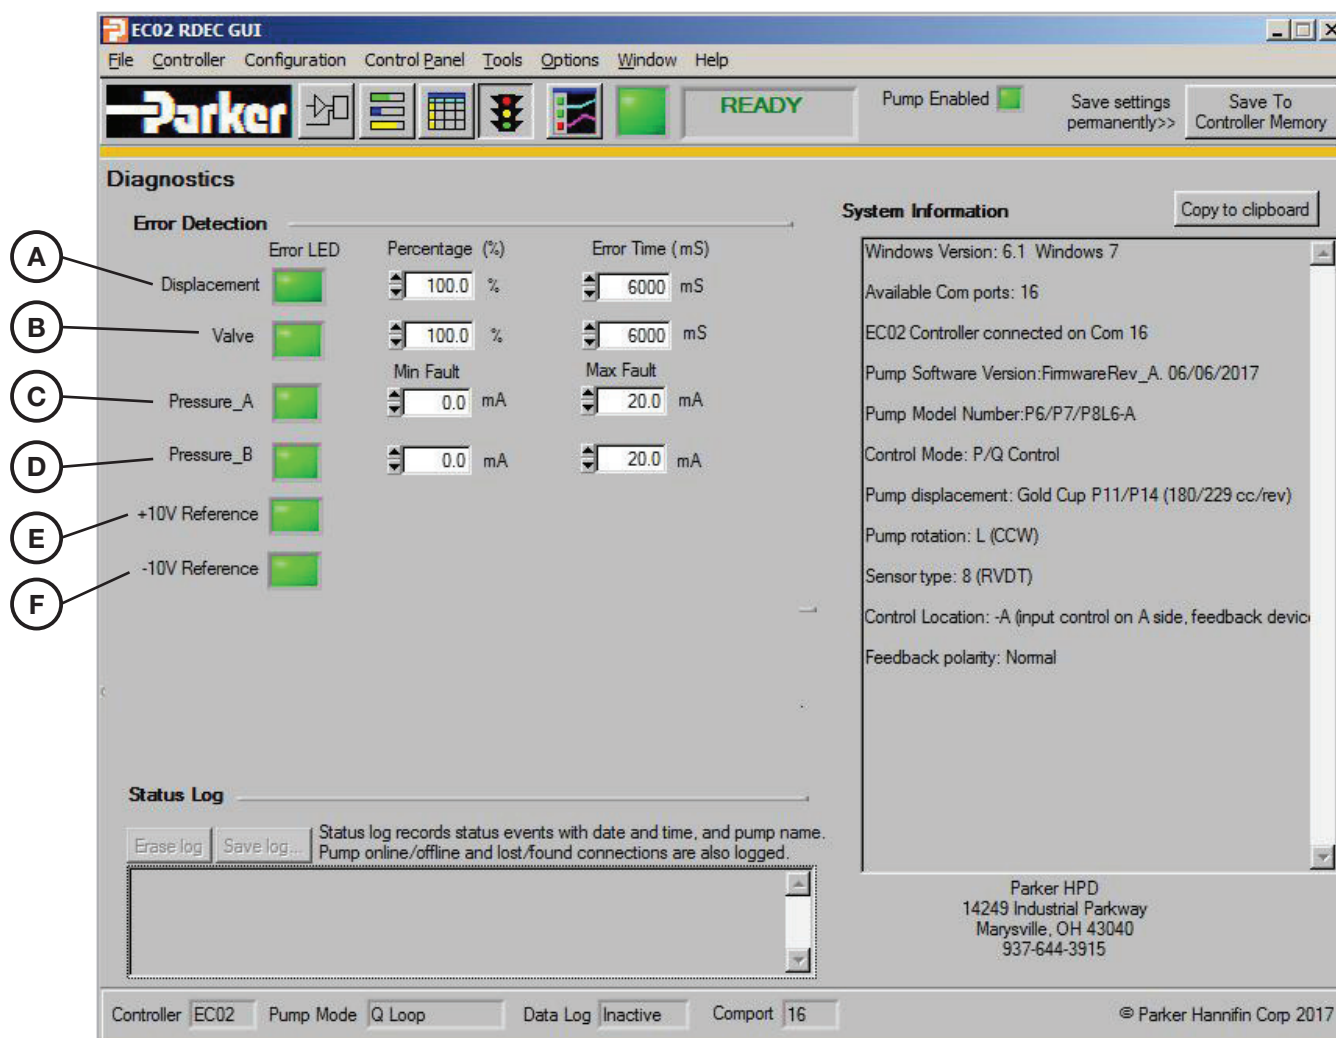 EC02 RDEC GUI
File Controller Configuration Control Panel Tools Options Window Help
Parker
READY
Pump Enabled
Save settings permanently>>
Save To Controller Memory
Diagnostics
Error Detection
Error LED Percentage (%) Error Time (mS)
A Displacement 100.0 % 6000 mS
B Valve 100.0 % 6000 mS
Min Fault Max Fault
C Pressure_A 0.0 mA 20.0 mA
D Pressure_B 0.0 mA 20.0 mA
E +10V Reference
F -10V Reference
System Information
Copy to clipboard
Windows Version: 6.1 Windows 7
Available Com ports: 16
EC02 Controller connected on Com 16
Pump Software Version:FirmwareRev_A. 06/06/2017
Pump Model Number:P6/P7/P8L6-A
Control Mode: P/Q Control
Pump displacement: Gold Cup P11/P14 (180/229 cc/rev)
Pump rotation: L (CCW)
Sensor type: 8 (RVDT)
Control Location: -A (input control on A side, feedback devic
Feedback polarity: Normal
Status Log
Erase log Save log...
Status log records status events with date and time, and pump name.
Pump online/offline and lost/found connections are also logged.
Parker HPD
14249 Industrial Parkway
Marysville, OH 43040
937-644-3915
Controller EC02 Pump Mode Q Loop Data Log Inactive Comport 16
© Parker Hannifin Corp 2017